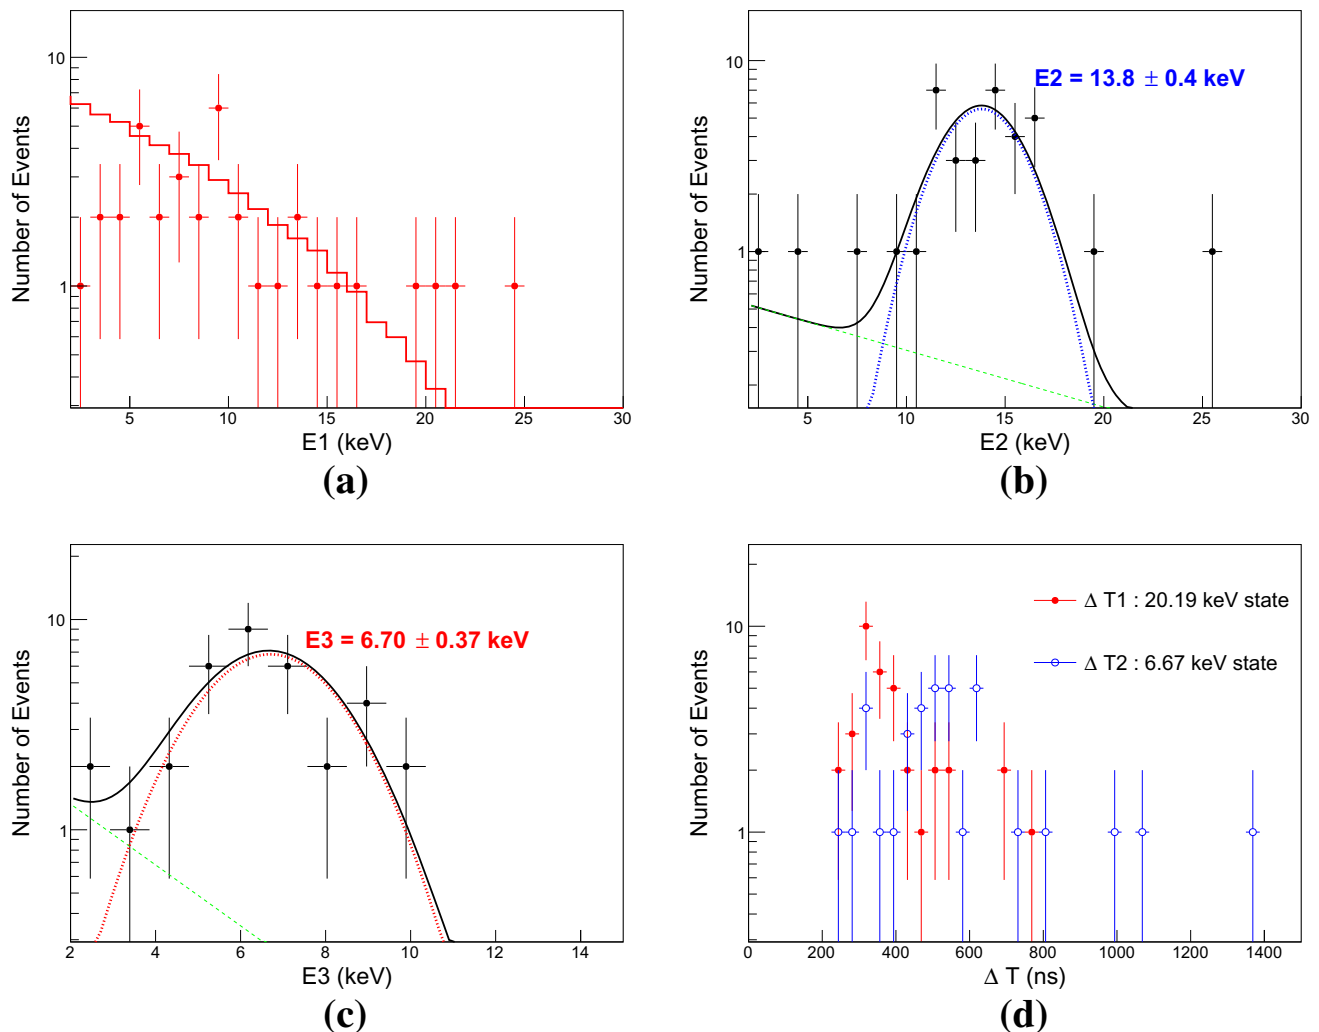 10
1
Number of Events
5 10 15 20 25 30
E1 (keV)
(a)
10
1
Number of Events
E2 = 13.8 ± 0.4 keV
5 10 15 20 25 30
E2 (keV)
(b)
10
1
Number of Events
E3 = 6.70 ± 0.37 keV
2 4 6 8 10 12 14
E3 (keV)
(c)
10
1
Number of Events
Δ T1 : 20.19 keV state
Δ T2 : 6.67 keV state
0 200 400 600 800 1000 1200 1400
Δ T (ns)
(d)